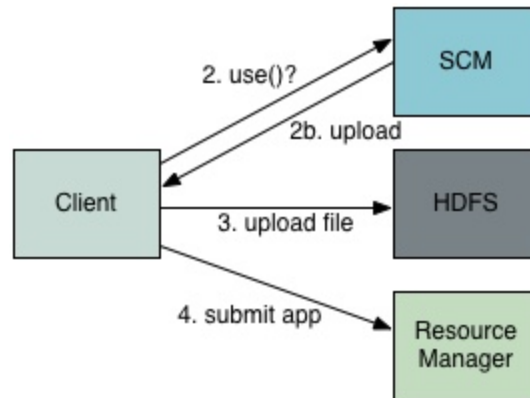 SCM
2. use()?
2b. upload
Client
HDFS
3. upload file
4. submit app
Resource
Manager